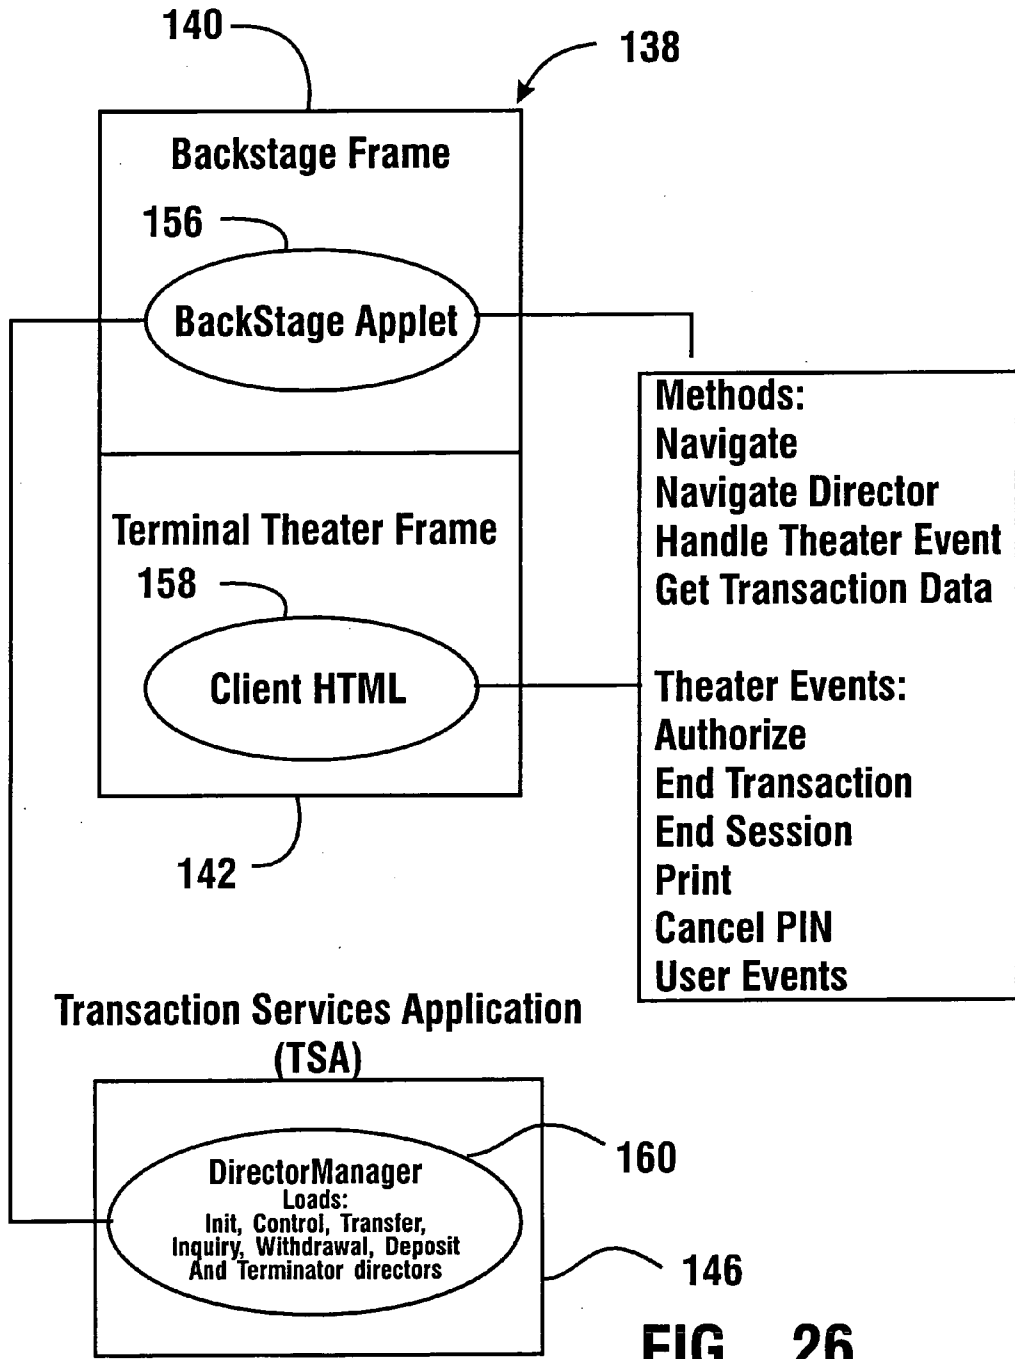 140
138
Backstage Frame
156
BackStage Applet
Methods:
Navigate
Navigate Director
Handle Theater Event
Get Transaction Data
Terminal Theater Frame
158
Client HTML
Theater Events:
Authorize
End Transaction
End Session
Print
Cancel PIN
User Events
142
Transaction Services Application
(TSA)
160
DirectorManager
Loads:
Init, Control, Transfer,
Inquiry, Withdrawal, Deposit
And Terminator directors
146
FIG 26